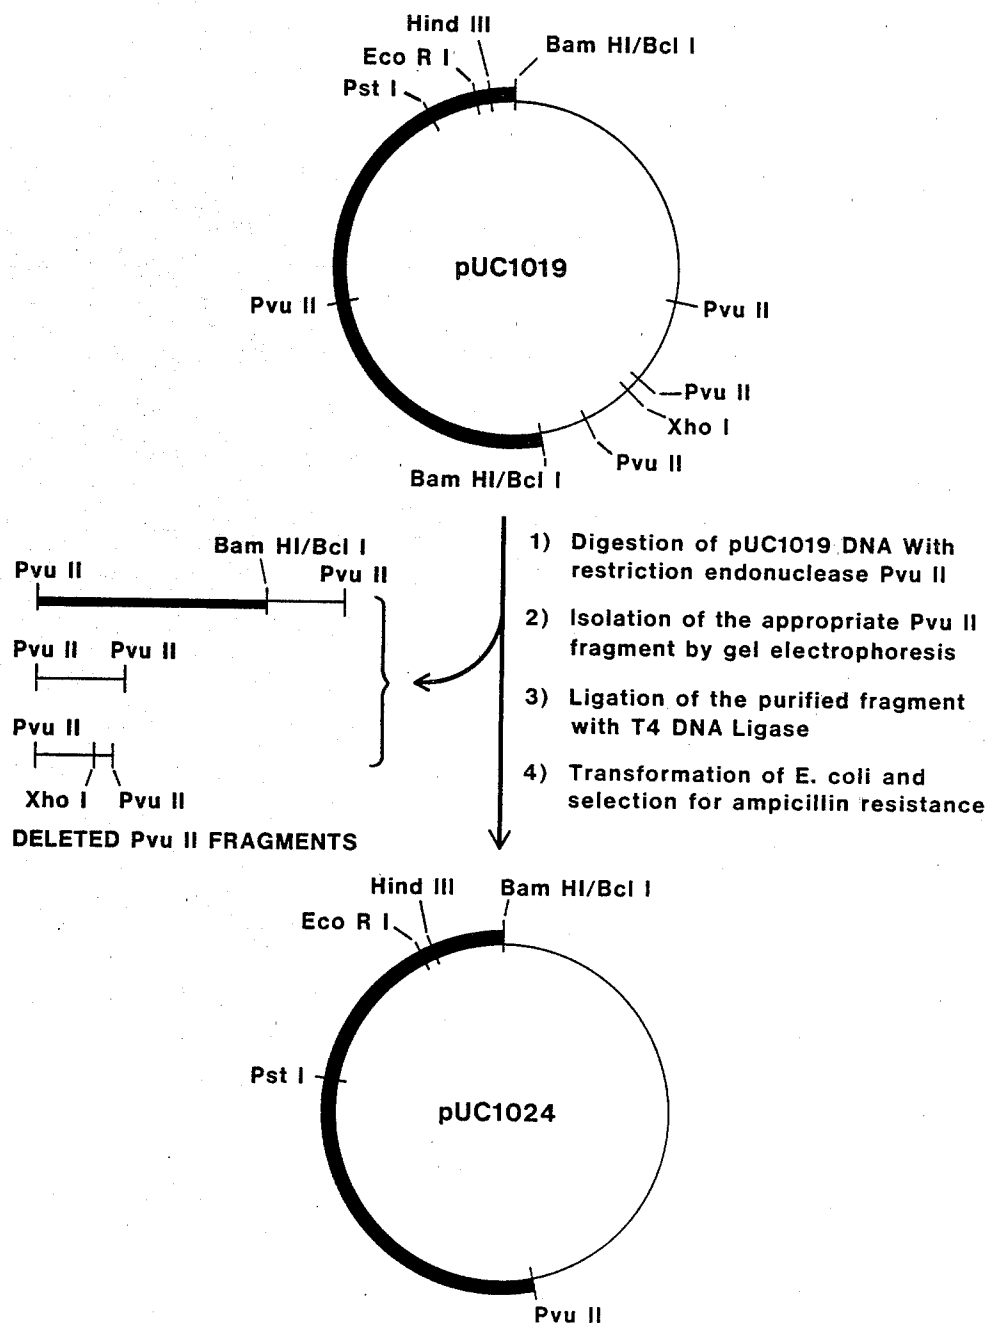 Hind III
Bam HI/Bcl I
Eco R I
Pst I
pUC1019
Pvu II
Pvu II
Pvu II
Xho I
Pvu II
Bam HI/Bcl I
1) Digestion of pUC1019 DNA With
restriction endonuclease Pvu II
2) Isolation of the appropriate Pvu II
fragment by gel electrophoresis
3) Ligation of the purified fragment
with T4 DNA Ligase
4) Transformation of E. coli and
selection for ampicillin resistance
Bam HI/Bcl I
Pvu II
Pvu II
Pvu II Pvu II
Pvu II
Xho I Pvu II
DELETED Pvu II FRAGMENTS
Hind III
Bam HI/Bcl I
Eco R I
Pst I
pUC1024
Pvu II